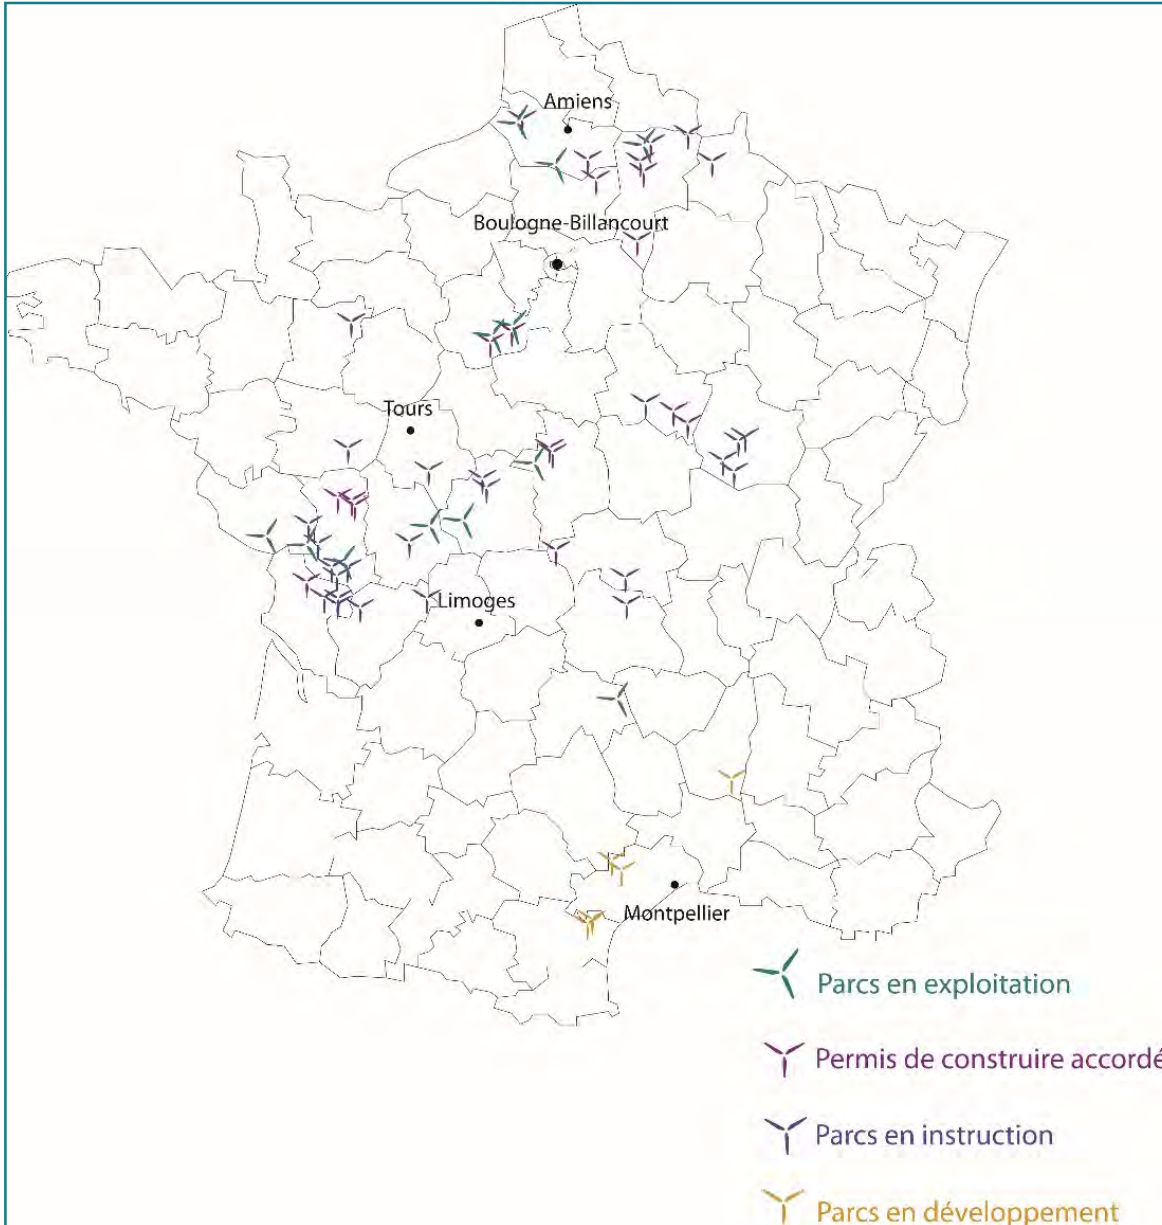 Amiens
Boulogne-Billancourt
Tours
Limoges
Montpellier
Parcs en exploitation
Permis de construire accordé
Parcs en instruction
Parcs en développement